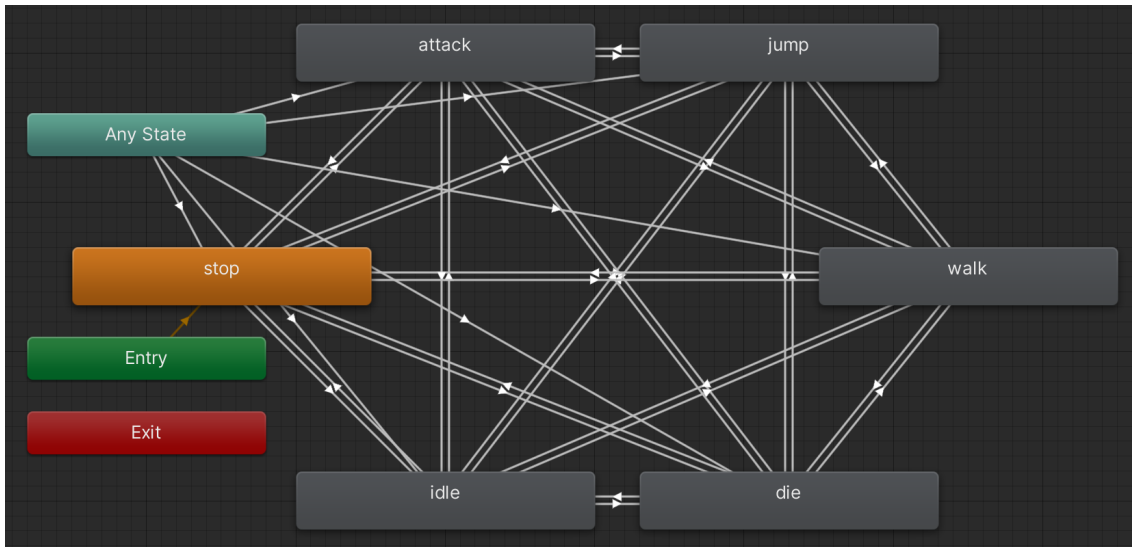 attack
jump
Any State
stop
walk
Entry
Exit
idle
die